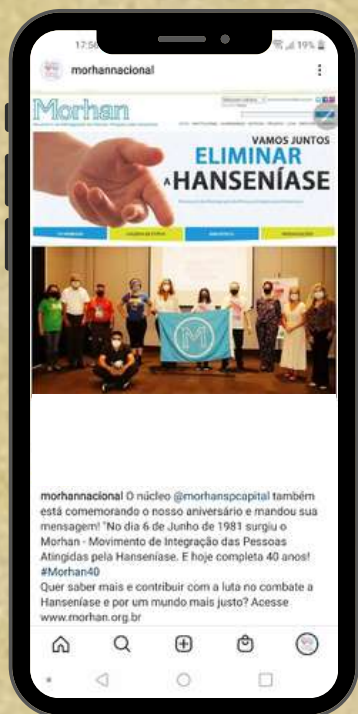 17:56
19%
morhannacional
Morhan
VAMOS JUNTOS
ELIMINAR
A HANSENÍASE
M
morhannacional O núcleo @morhanspcapital também
está comemorando o nosso aniversário e mandou sua
mensagem! "No dia 6 de Junho de 1981 surgiu o
Morhan - Movimento de Integração das Pessoas
Atingidas pela Hanseníase. E hoje completa 40 anos!
#Morhan40
Quer saber mais e contribuir com a luta no combate a
Hanseníase e por um mundo mais justo? Acesse
www.morhan.org.br